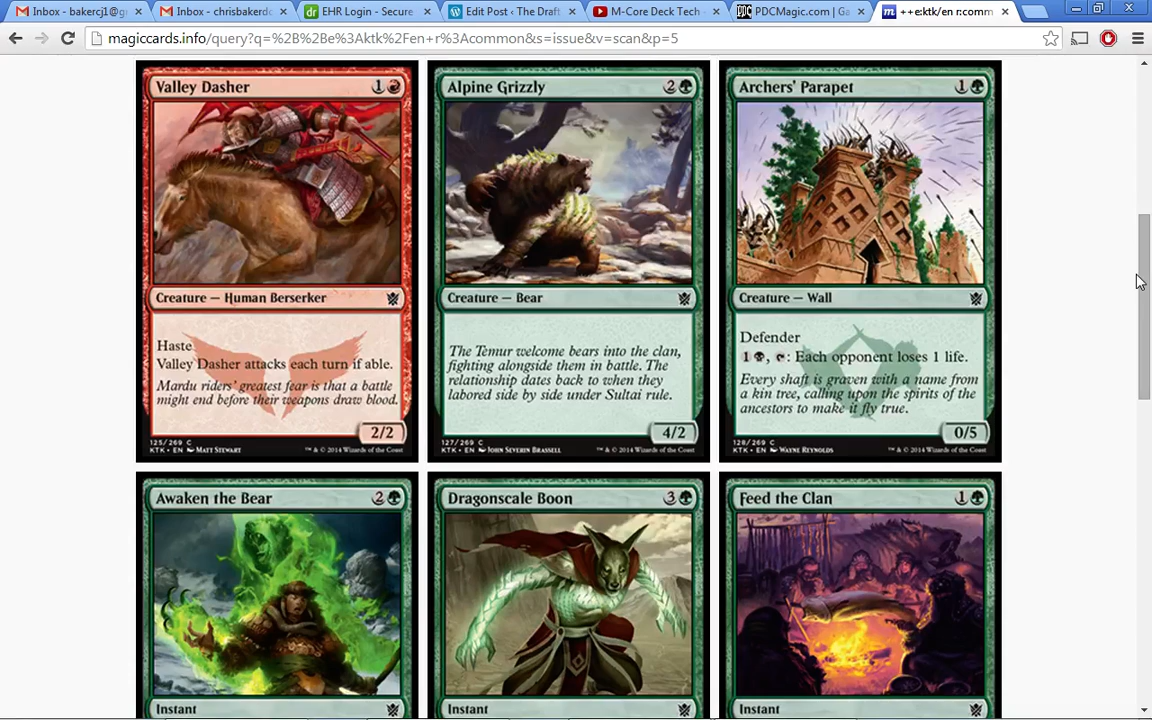 Inbox - bakercj1@g
Inbox - chrisbakerd
EHR Login - Secure
Edit Post ‹ The Draft
M-Core Deck Tech -
PDCMagic.com | Ga
++e:ktk/en r:comm
magiccards.info/query?q=%2B%2Be%3Aktk%2Fen+r%3Acommon&s=issue&v=scan&p=5
Valley Dasher 1
Alpine Grizzly 2
Archers' Parapet 1
Creature — Human Berserker
Creature — Bear
Creature — Wall
Haste
Valley Dasher attacks each turn if able.
Mardu riders' greatest fear is that a battle
might end before their weapons draw blood.
2/2
125/269 C
KTK • EN MATT STEWART
™ & © 2014 Wizards of the Coast
The Temur welcome bears into the clan,
fighting alongside them in battle. The
relationship dates back to when they
labored side by side under Sultai rule.
4/2
127/269 C
KTK • EN JOHN SEVERIN BRASSELL
™ & © 2014 Wizards of the Coast
Defender
1 , : Each opponent loses 1 life.
Every shaft is graven with a name from
a kin tree, calling upon the spirits of the
ancestors to make it fly true.
0/5
128/269 C
KTK • EN WAYNE REYNOLDS
™ & © 2014 Wizards of the Coast
Awaken the Bear 2
Dragonscale Boon 3
Feed the Clan 1
Instant
Instant
Instant